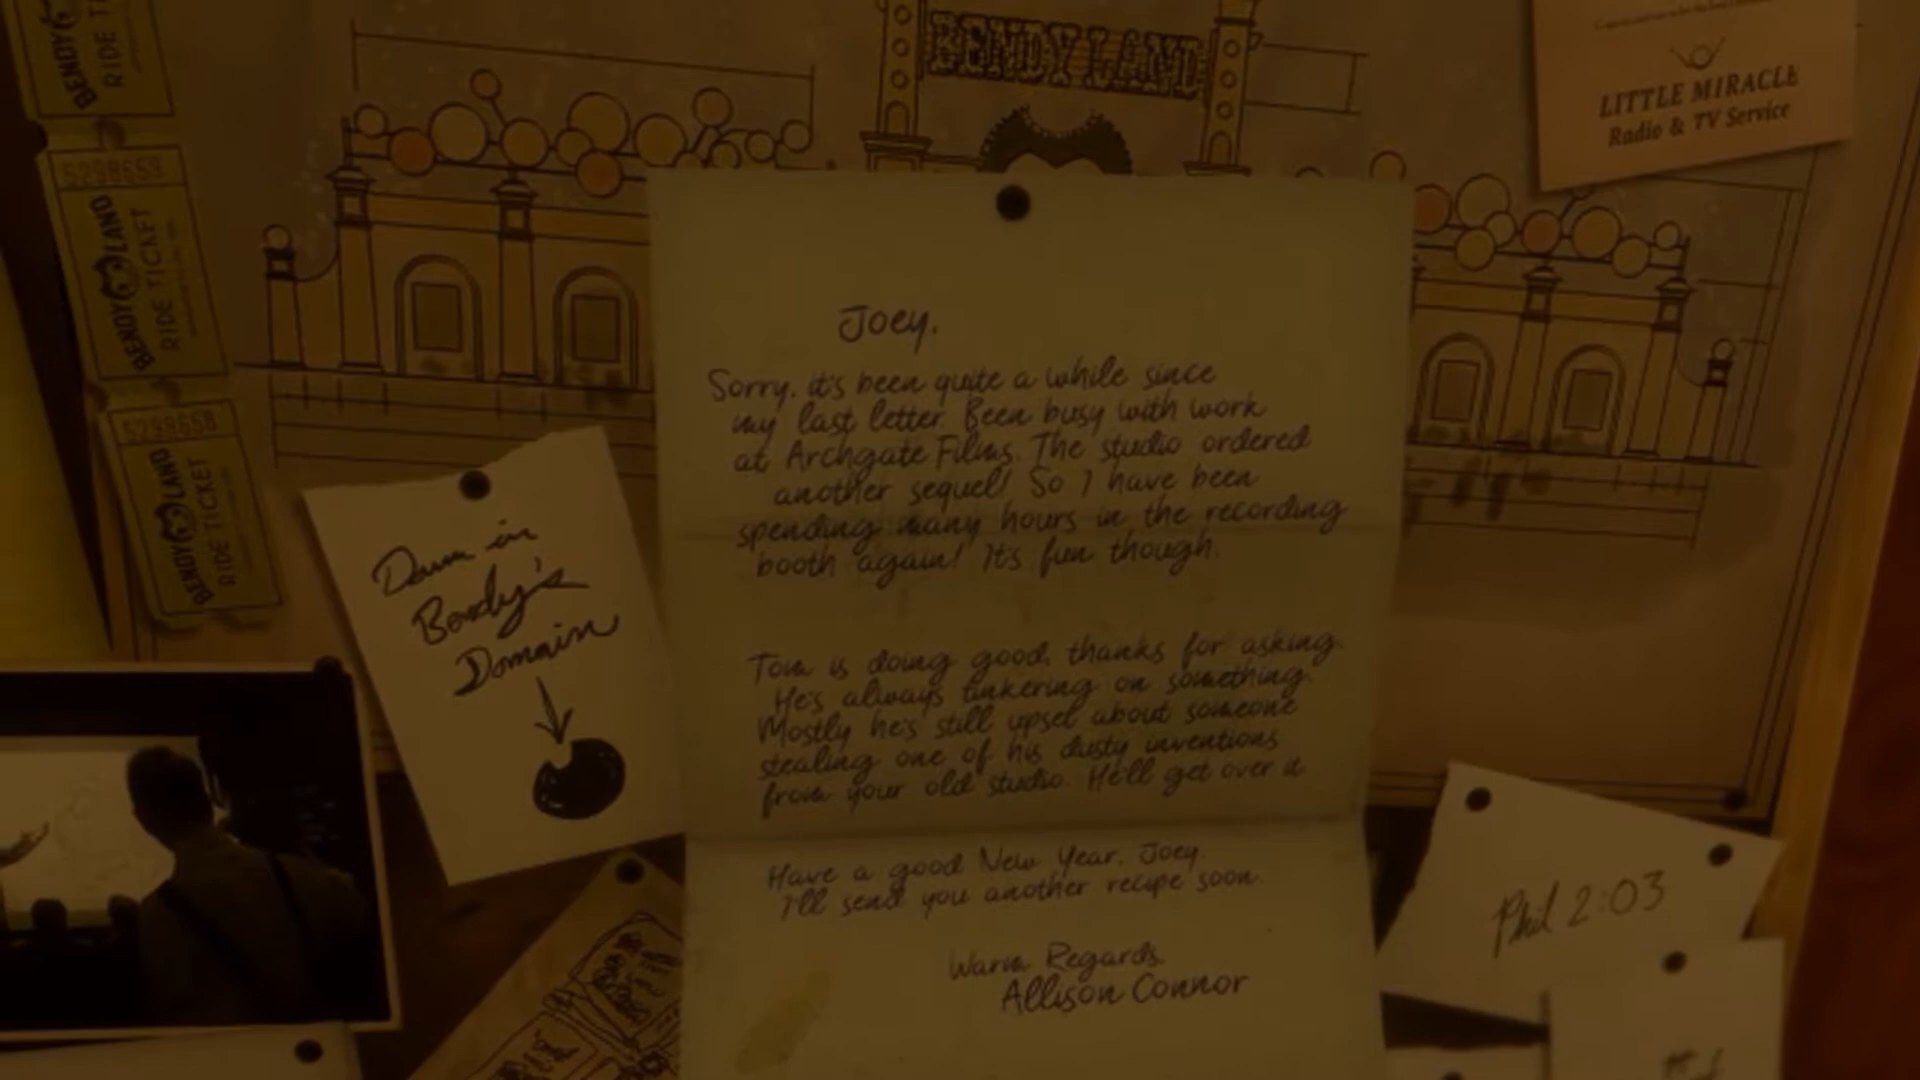 BENDY
RIDE T
BENDY LAND
LITTLE MIRACLE
Radio & TV Service
BENDY LAND
RIDE TICKET
S298658
BENDY LAND
RIDE TICKET
Joey,
Sorry, it's been quite a while since
my last letter. Been busy with work
at Archgate Films. The studio ordered
another sequel! So I have been
spending many hours in the recording
booth again! It's fun though.
Tom is doing good, thanks for asking.
He's always tinkering on something.
Mostly he's still upset about someone
stealing one of his dusty inventions
from your old studio. He'll get over it.
Have a good New Year, Joey.
I'll send you another recipe soon.
Warm Regards,
Allison Connor
Down in
Bendy's
Domain
Phil 2:03